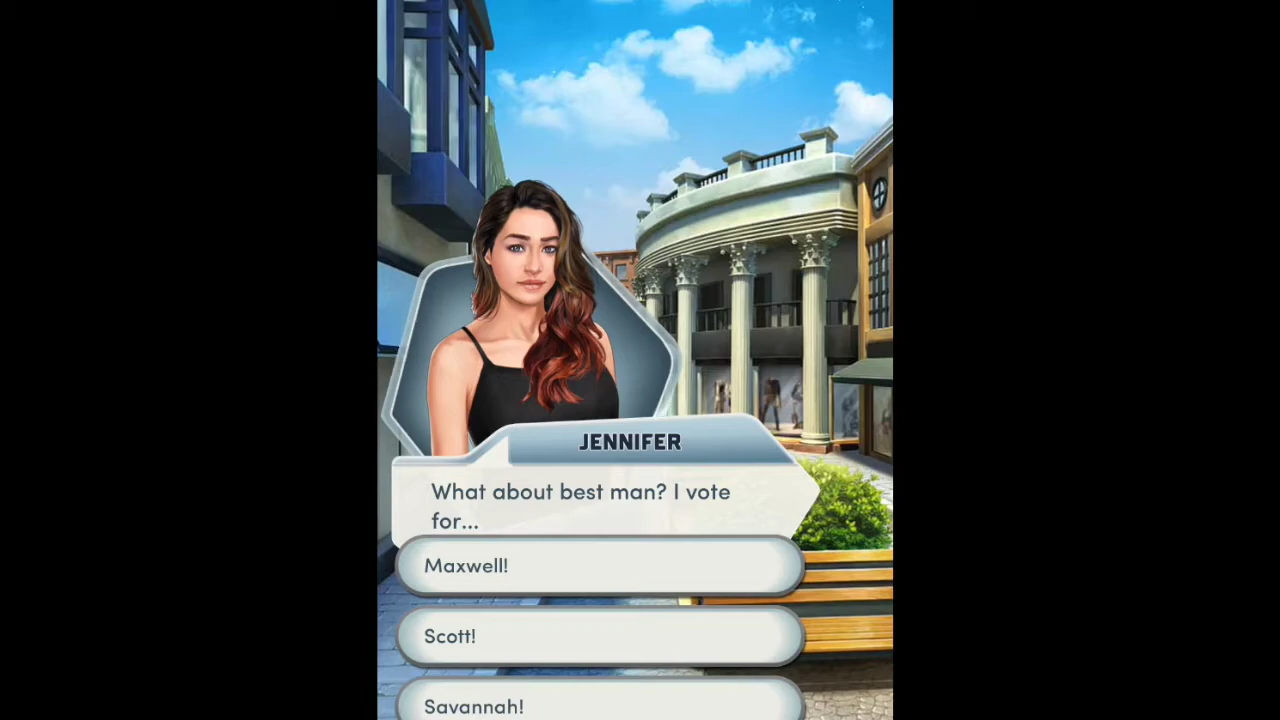 JENNIFER
What about best man? I vote
for...
Maxwell!
Scott!
Savannah!